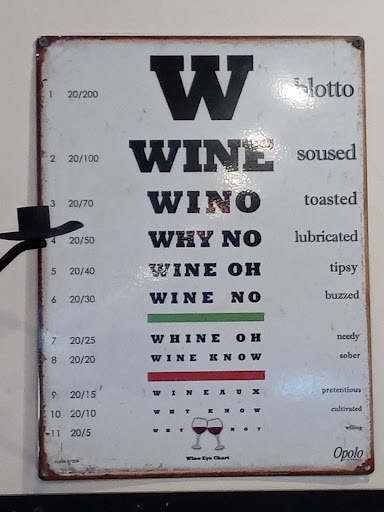 1 20/200 W blotto
2 20/100 WINE soused
3 20/70 WINO toasted
4 20/50 WHY NO lubricated
5 20/40 WINE OH tipsy
6 20/30 WINE NO buzzed
7 20/25 WHINE OH needy
8 20/20 WINE KNOW sober
9 20/15 WINEAUX pretentious
10 20/10 WHY KNOW cultivated
11 20/5 WHY NO? willing
Wine Eye Chart
Opolo